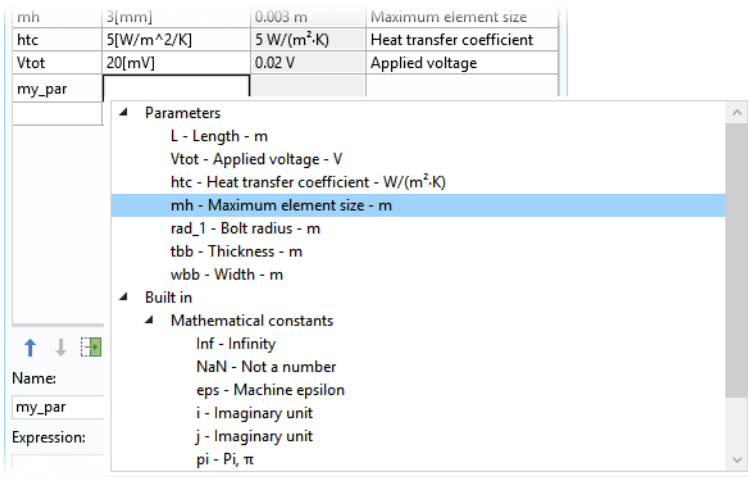 mh 3[mm] 0.003 m Maximum element size
htc 5[W/m^2/K] 5 W/(m²·K) Heat transfer coefficient
Vtot 20[mV] 0.02 V Applied voltage
my_par
Parameters
L - Length - m
Vtot - Applied voltage - V
htc - Heat transfer coefficient - W/(m²·K)
mh - Maximum element size - m
rad_1 - Bolt radius - m
tbb - Thickness - m
wbb - Width - m
Built in
Mathematical constants
Inf - Infinity
NaN - Not a number
eps - Machine epsilon
i - Imaginary unit
j - Imaginary unit
pi - Pi, π
Name:
my_par
Expression: